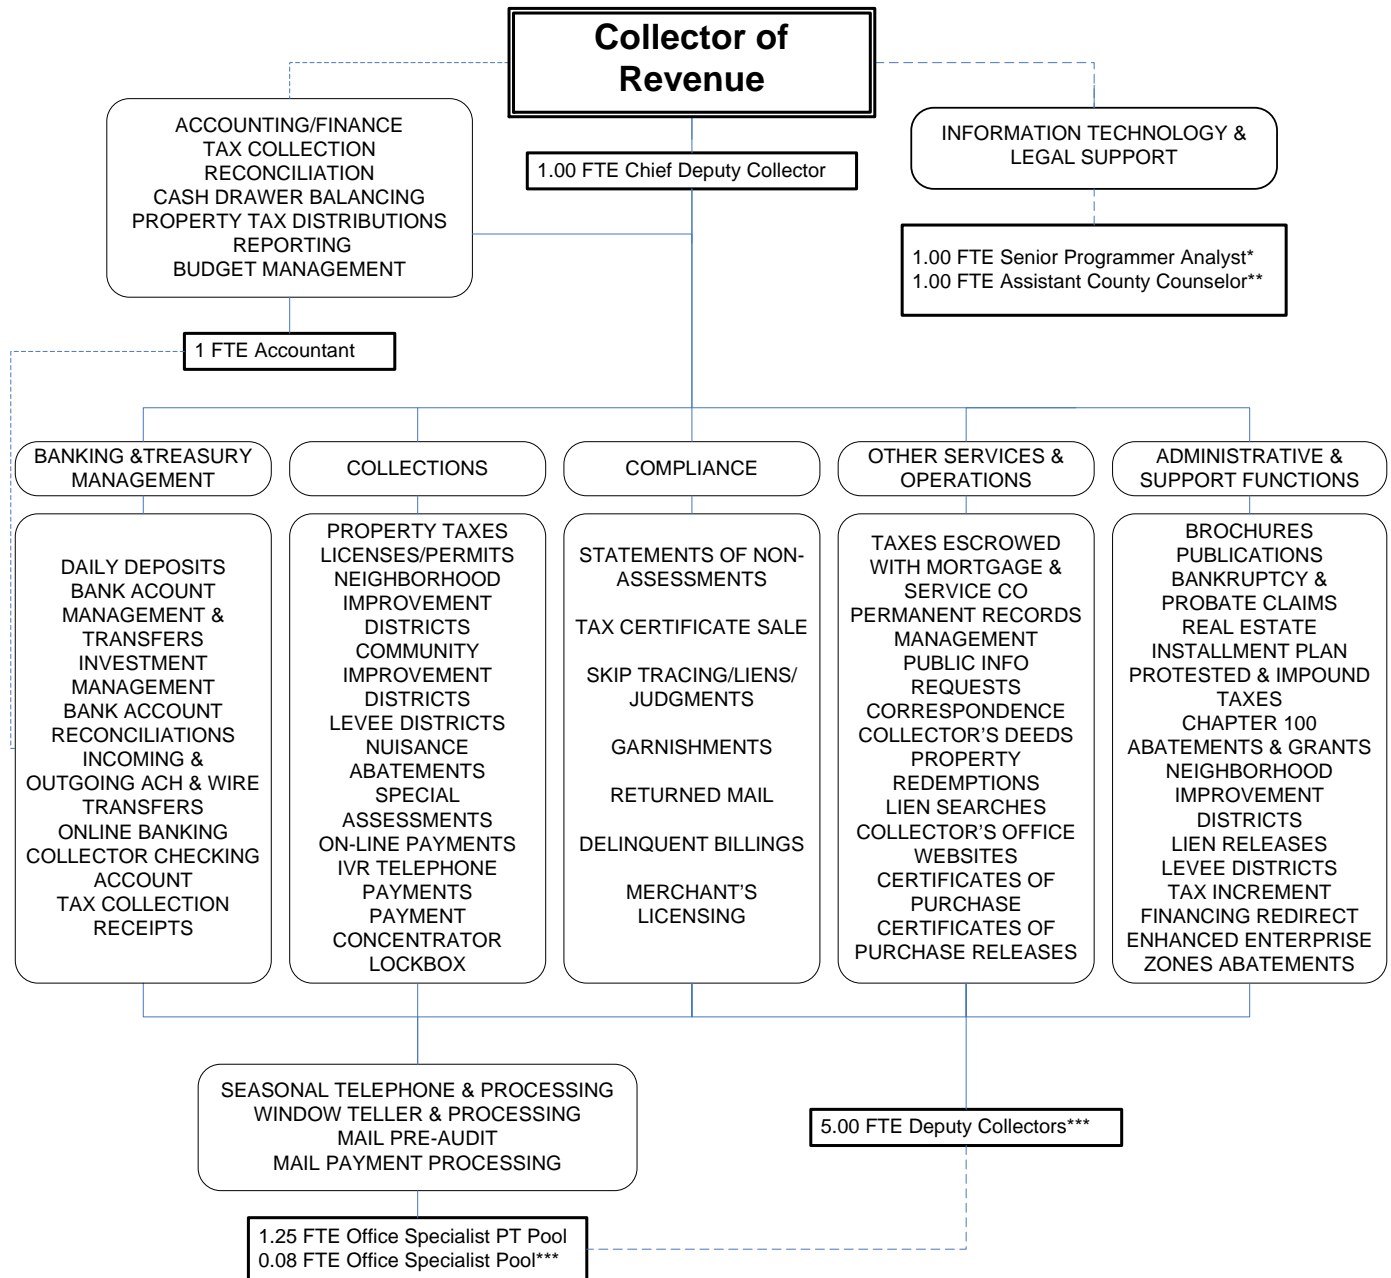 Collector of
Revenue
ACCOUNTING/FINANCE
TAX COLLECTION
RECONCILIATION
CASH DRAWER BALANCING
PROPERTY TAX DISTRIBUTIONS
REPORTING
BUDGET MANAGEMENT
1.00 FTE Chief Deputy Collector
INFORMATION TECHNOLOGY &
LEGAL SUPPORT
1.00 FTE Senior Programmer Analyst*
1.00 FTE Assistant County Counselor**
1 FTE Accountant
BANKING &TREASURY
MANAGEMENT
COLLECTIONS
COMPLIANCE
OTHER SERVICES &
OPERATIONS
ADMINISTRATIVE &
SUPPORT FUNCTIONS
DAILY DEPOSITS
BANK ACOUNT
MANAGEMENT &
TRANSFERS
INVESTMENT
MANAGEMENT
BANK ACCOUNT
RECONCILIATIONS
INCOMING &
OUTGOING ACH & WIRE
TRANSFERS
ONLINE BANKING
COLLECTOR CHECKING
ACCOUNT
TAX COLLECTION
RECEIPTS
PROPERTY TAXES
LICENSES/PERMITS
NEIGHBORHOOD
IMPROVEMENT
DISTRICTS
COMMUNITY
IMPROVEMENT
DISTRICTS
LEVEE DISTRICTS
NUISANCE
ABATEMENTS
SPECIAL
ASSESSMENTS
ON-LINE PAYMENTS
IVR TELEPHONE
PAYMENTS
PAYMENT
CONCENTRATOR
LOCKBOX
STATEMENTS OF NON-
ASSESSMENTS
TAX CERTIFICATE SALE
SKIP TRACING/LIENS/
JUDGMENTS
GARNISHMENTS
RETURNED MAIL
DELINQUENT BILLINGS
MERCHANT'S
LICENSING
TAXES ESCROWED
WITH MORTGAGE &
SERVICE CO
PERMANENT RECORDS
MANAGEMENT
PUBLIC INFO
REQUESTS
CORRESPONDENCE
COLLECTOR'S DEEDS
PROPERTY
REDEMPTIONS
LIEN SEARCHES
COLLECTOR'S OFFICE
WEBSITES
CERTIFICATES OF
PURCHASE
CERTIFICATES OF
PURCHASE RELEASES
BROCHURES
PUBLICATIONS
BANKRUPTCY &
PROBATE CLAIMS
REAL ESTATE
INSTALLMENT PLAN
PROTESTED & IMPOUND
TAXES
CHAPTER 100
ABATEMENTS & GRANTS
NEIGHBORHOOD
IMPROVEMENT
DISTRICTS
LIEN RELEASES
LEVEE DISTRICTS
TAX INCREMENT
FINANCING REDIRECT
ENHANCED ENTERPRISE
ZONES ABATEMENTS
SEASONAL TELEPHONE & PROCESSING
WINDOW TELLER & PROCESSING
MAIL PRE-AUDIT
MAIL PAYMENT PROCESSING
5.00 FTE Deputy Collectors***
1.25 FTE Office Specialist PT Pool
0.08 FTE Office Specialist Pool***